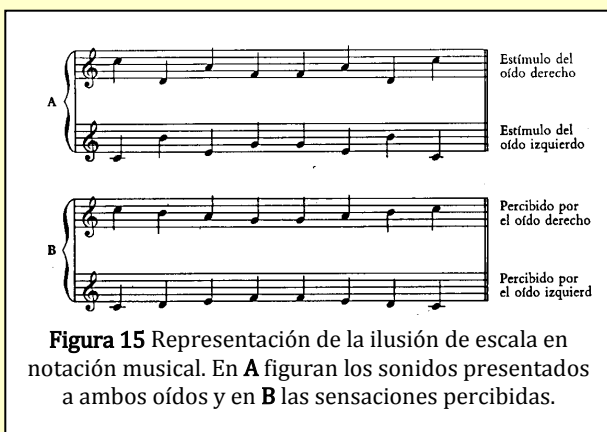 Estímulo del
oído derecho
A
Estímulo del
oído izquierdo
Percibido por
el oído derecho
B
Percibido por
el oído izquierd
Figura 15 Representación de la ilusión de escala en
notación musical. En A figuran los sonidos presentados
a ambos oídos y en B las sensaciones percibidas.